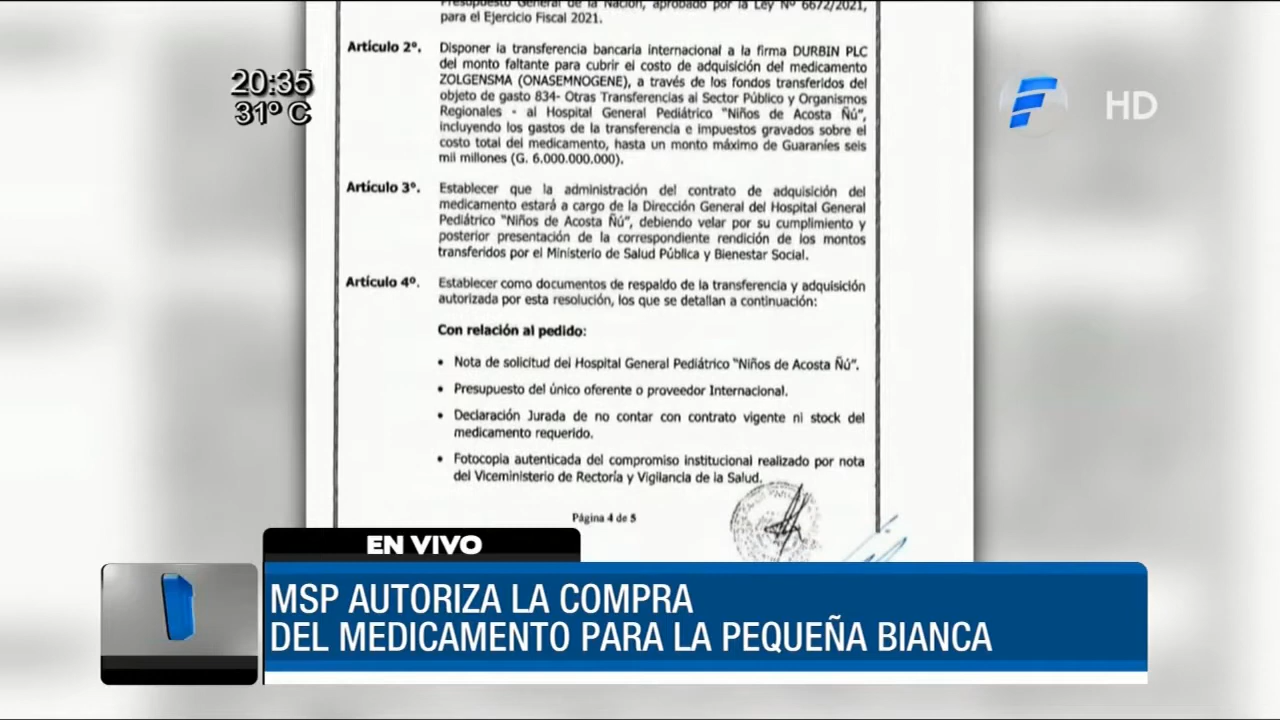 Presupuesto General de la Nación, aprobado por la Ley Nº 6672/2021,
para el Ejercicio Fiscal 2021.
Artículo 2º. Disponer la transferencia bancaria internacional a la firma DURBIN PLC
del monto faltante para cubrir el costo de adquisición del medicamento
ZOLGENSMA (ONASEMNOGENE), a través de los fondos transferidos del
objeto de gasto 834- Otras Transferencias al Sector Público y Organismos
Regionales - al Hospital General Pediátrico "Niños de Acosta Ñú",
incluyendo los gastos de la transferencia e impuestos gravados sobre el
costo total del medicamento, hasta un monto máximo de Guaraníes seis
mil millones (G. 6.000.000.000).
Artículo 3º. Establecer que la administración del contrato de adquisición del
medicamento estará a cargo de la Dirección General del Hospital General
Pediátrico "Niños de Acosta Ñú", debiendo velar por su cumplimiento y
posterior presentación de la correspondiente rendición de los montos
transferidos por el Ministerio de Salud Pública y Bienestar Social.
Artículo 4º. Establecer como documentos de respaldo de la transferencia y adquisición
autorizada por esta resolución, los que se detallan a continuación:
Con relación al pedido:
• Nota de solicitud del Hospital General Pediátrico "Niños de Acosta Ñú".
• Presupuesto del único oferente o proveedor Internacional.
• Declaración Jurada de no contar con contrato vigente ni stock del
medicamento requerido.
• Fotocopia autenticada del compromiso institucional realizado por nota
del Viceministerio de Rectoría y Vigilancia de la Salud.
Página 4 de 5
20:35
31º C
HD
EN VIVO
MSP AUTORIZA LA COMPRA
DEL MEDICAMENTO PARA LA PEQUEÑA BIANCA